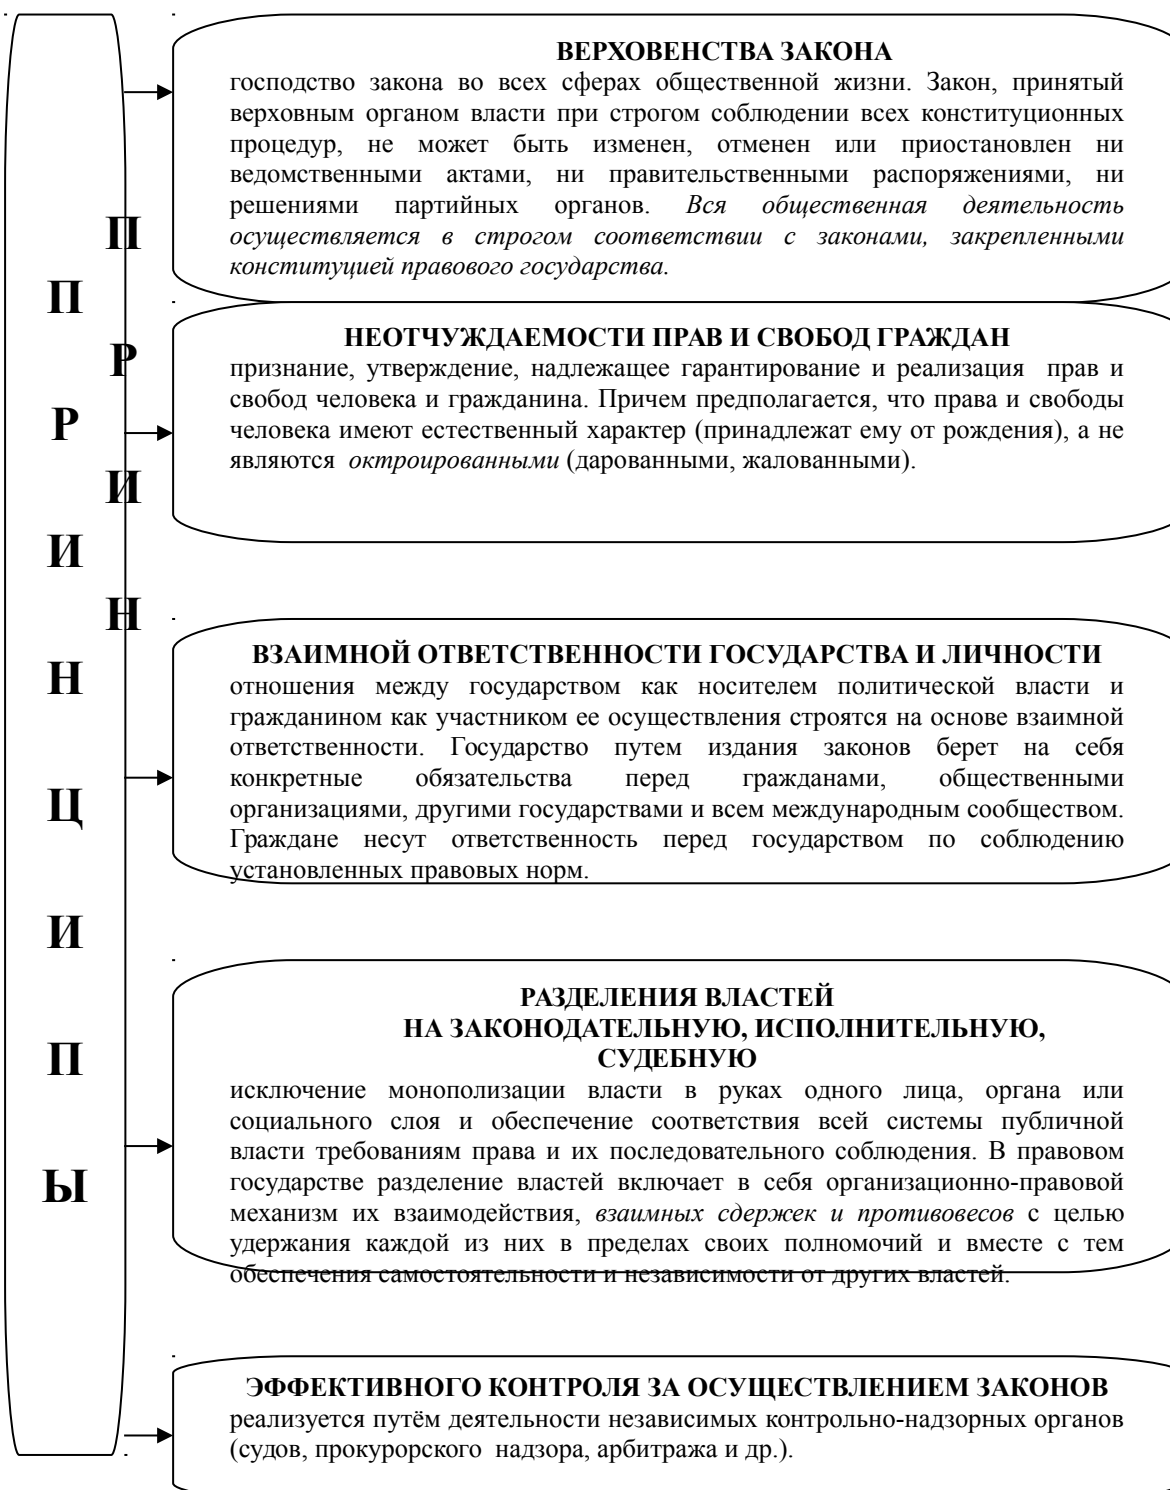 П
Р
И
Н
Ц
И
П
Ы
П
Р
И
Н
ВЕРХОВЕНСТВА ЗАКОНА
господство закона во всех сферах общественной жизни. Закон, принятый
верховным органом власти при строгом соблюдении всех конституционных
процедур, не может быть изменен, отменен или приостановлен ни
ведомственными актами, ни правительственными распоряжениями, ни
решениями партийных органов. Вся общественная деятельность
осуществляется в строгом соответствии с законами, закрепленными
конституцией правового государства.
НЕОТЧУЖДАЕМОСТИ ПРАВ И СВОБОД ГРАЖДАН
признание, утверждение, надлежащее гарантирование и реализация прав и
свобод человека и гражданина. Причем предполагается, что права и свободы
человека имеют естественный характер (принадлежат ему от рождения), а не
являются октроированными (дарованными, жалованными).
ВЗАИМНОЙ ОТВЕТСТВЕННОСТИ ГОСУДАРСТВА И ЛИЧНОСТИ
отношения между государством как носителем политической власти и
гражданином как участником ее осуществления строятся на основе взаимной
ответственности. Государство путем издания законов берет на себя
конкретные обязательства перед гражданами, общественными
организациями, другими государствами и всем международным сообществом.
Граждане несут ответственность перед государством по соблюдению
установленных правовых норм.
РАЗДЕЛЕНИЯ ВЛАСТЕЙ
НА ЗАКОНОДАТЕЛЬНУЮ, ИСПОЛНИТЕЛЬНУЮ,
СУДЕБНУЮ
исключение монополизации власти в руках одного лица, органа или
социального слоя и обеспечение соответствия всей системы публичной
власти требованиям права и их последовательного соблюдения. В правовом
государстве разделение властей включает в себя организационно-правовой
механизм их взаимодействия, взаимных сдержек и противовесов с целью
удержания каждой из них в пределах своих полномочий и вместе с тем
обеспечения самостоятельности и независимости от других властей.
ЭФФЕКТИВНОГО КОНТРОЛЯ ЗА ОСУЩЕСТВЛЕНИЕМ ЗАКОНОВ
реализуется путём деятельности независимых контрольно-надзорных органов
(судов, прокурорского надзора, арбитража и др.).